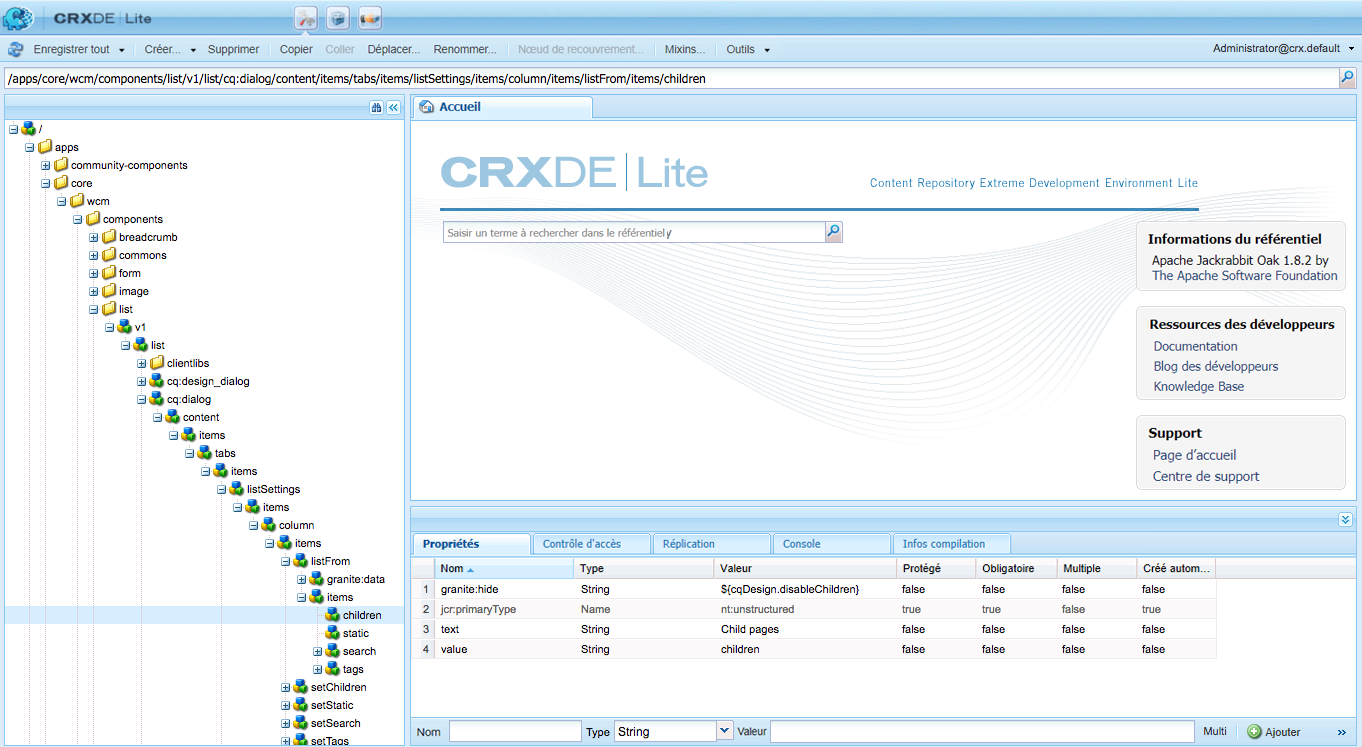 CRXDE | Lite
Enregistrer tout Créer... Supprimer Copier Coller Déplacer... Renommer... Nœud de recouvrement... Mixins... Outils Administrator@crx.default
/apps/core/wcm/components/list/v1/list/cq:dialog/content/items/tabs/items/listSettings/items/column/items/listFrom/items/children
/
apps
community-components
core
wcm
components
breadcrumb
commons
form
image
list
v1
list
clientlibs
cq:design_dialog
cq:dialog
content
items
tabs
items
listSettings
items
column
items
listFrom
granite:data
items
children
static
search
tags
setChildren
setStatic
setSearch
setTags
Accueil
CRXDE | Lite
Content Repository Extreme Development Environment Lite
Saisir un terme à rechercher dans le référentiel y
Informations du référentiel
Apache Jackrabbit Oak 1.8.2 by
The Apache Software Foundation
Ressources des développeurs
Documentation
Blog des développeurs
Knowledge Base
Support
Page d’accueil
Centre de support
Propriétés Contrôle d'accès Réplication Console Infos compilation
Nom Type Valeur Protégé Obligatoire Multiple Créé autom...
1 granite:hide String ${cqDesign.disableChildren} false false false false
2 jcr:primaryType Name nt:unstructured true true false true
3 text String Child pages false false false false
4 value String children false false false false
Nom Type String Valeur Multi Ajouter »